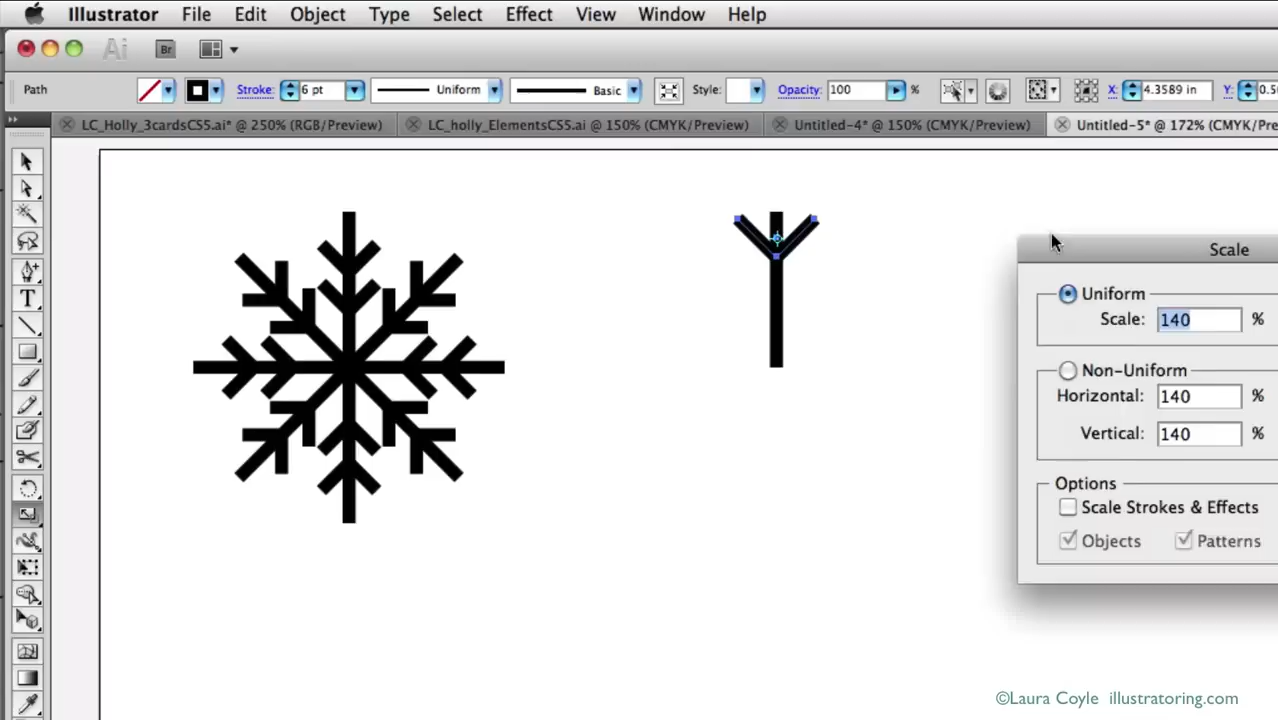 Illustrator File Edit Object Type Select Effect View Window Help
Ai Br
Path Stroke: 6 pt Uniform Basic Style: Opacity: 100 % X: 4.3589 in Y: 0.5
LC_Holly_3cardsCS5.ai* @ 250% (RGB/Preview) LC_holly_ElementsCS5.ai @ 150% (CMYK/Preview) Untitled-4* @ 150% (CMYK/Preview) Untitled-5* @ 172% (CMYK/Pre
T
Scale
Uniform
Scale: 140 %
Non-Uniform
Horizontal: 140 %
Vertical: 140 %
Options
Scale Strokes & Effects
Objects Patterns
©Laura Coyle illustratoring.com